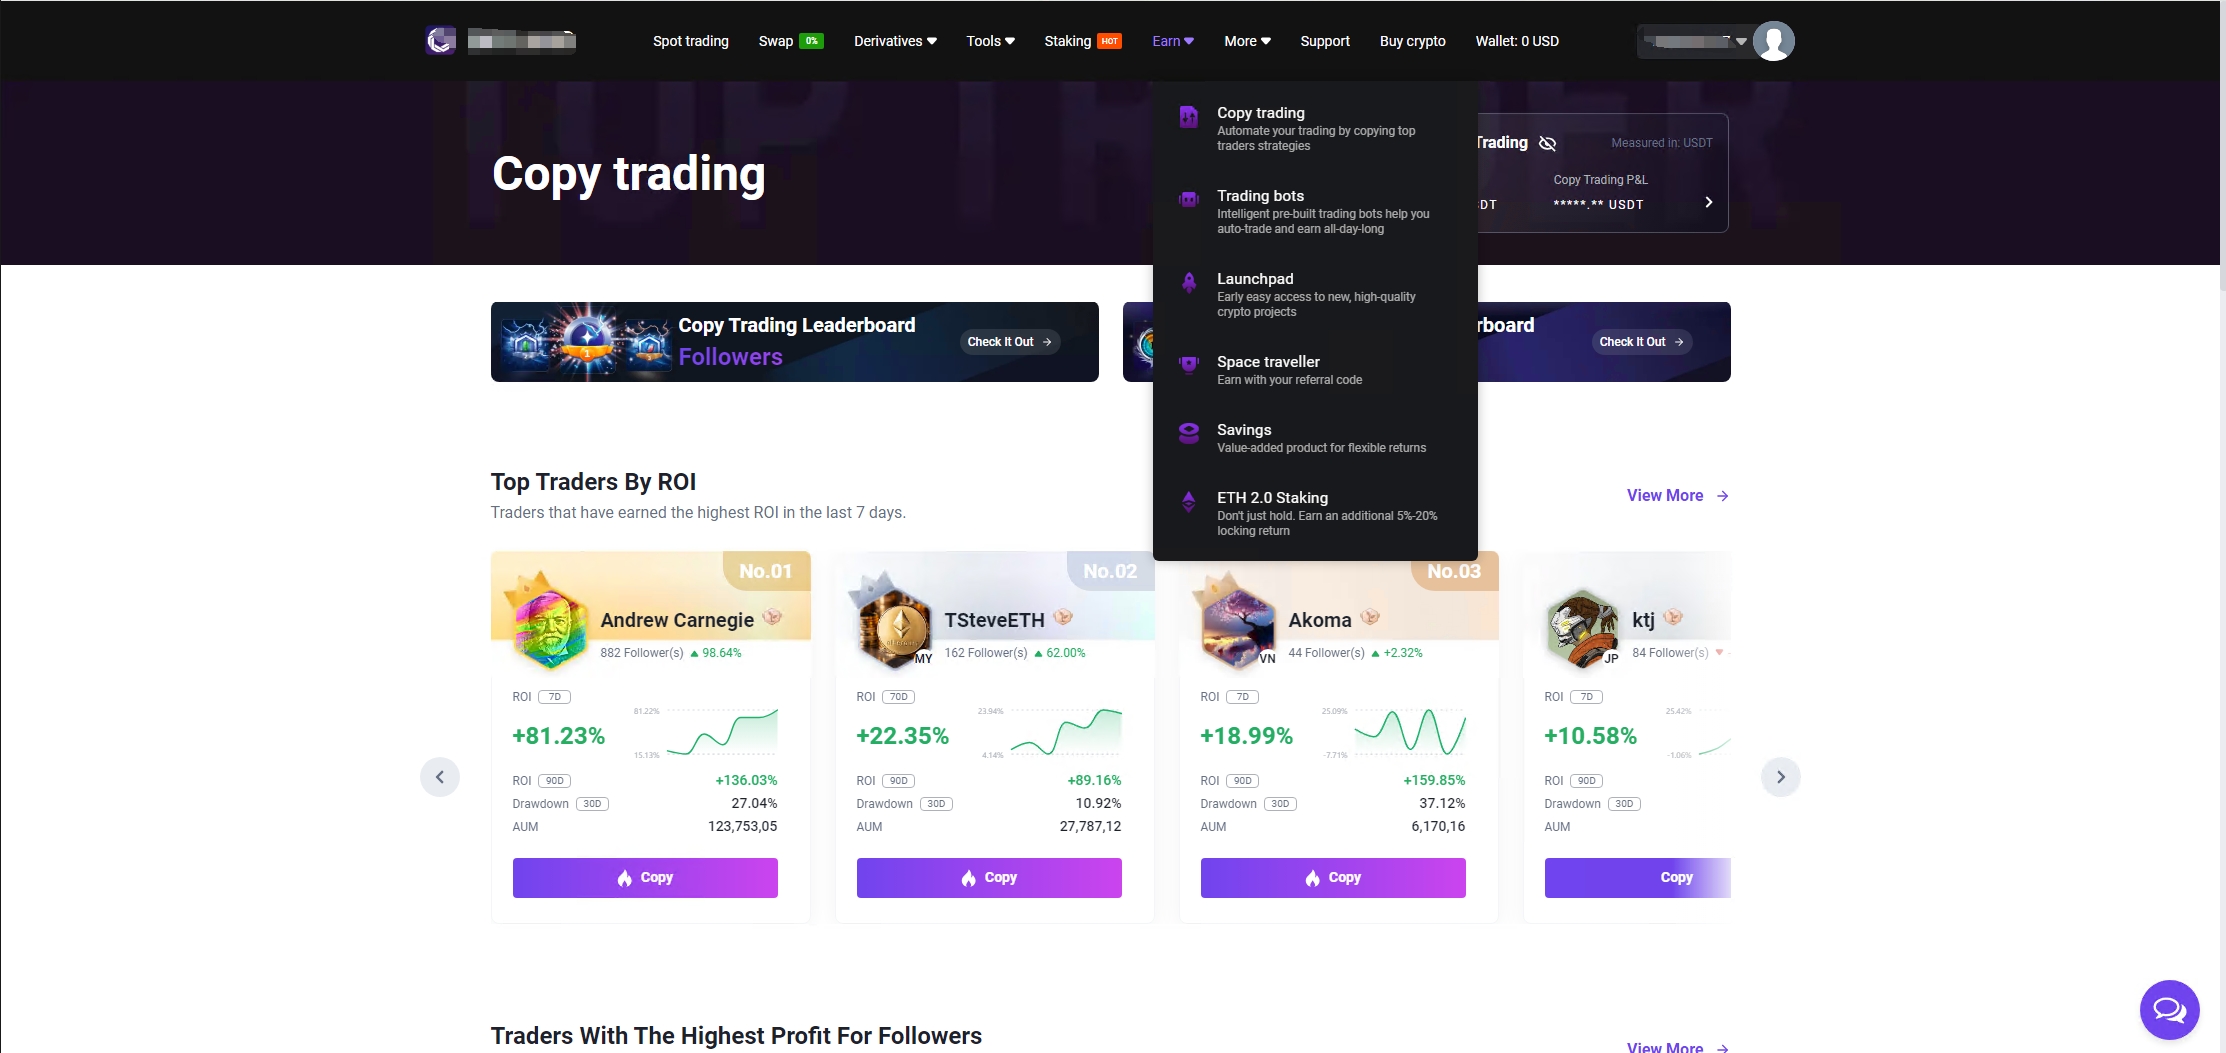 Spot trading
Swap 0%
Derivatives
Tools
Staking HOT
Earn
More
Support
Buy crypto
Wallet: 0 USD
Copy trading
Copy trading
Automate your trading by copying top
traders strategies
Trading bots
Intelligent pre-built trading bots help you
auto-trade and earn all-day-long
Launchpad
Early easy access to new, high-quality
crypto projects
Space traveller
Earn with your referral code
Savings
Value-added product for flexible returns
ETH 2.0 Staking
Don't just hold. Earn an additional 5%-20%
locking return
Trading
Measured in: USDT
Copy Trading P&L
*****.** USDT
Copy Trading Leaderboard
Followers
Check It Out
Check It Out
Top Traders By ROI
Traders that have earned the highest ROI in the last 7 days.
View More
No.01
Andrew Carnegie
882 Follower(s) 98.64%
ROI 7D
81.22%
+81.23%
15.13%
ROI 90D +136.03%
Drawdown 30D 27.04%
AUM 123,753,05
Copy
No.02
TSteveETH
MY
162 Follower(s) 62.00%
ROI 70D
23.94%
+22.35%
4.14%
ROI 90D +89.16%
Drawdown 30D 10.92%
AUM 27,787,12
Copy
No.03
Akoma
VN
44 Follower(s) +2.32%
ROI 7D
25.09%
+18.99%
-7.71%
ROI 90D +159.85%
Drawdown 30D 37.12%
AUM 6,170,16
Copy
ktj
JP
84 Follower(s)
ROI 7D
25.42%
+10.58%
-1.06%
ROI 90D
Drawdown 30D
AUM
Copy
Traders With The Highest Profit For Followers
View More